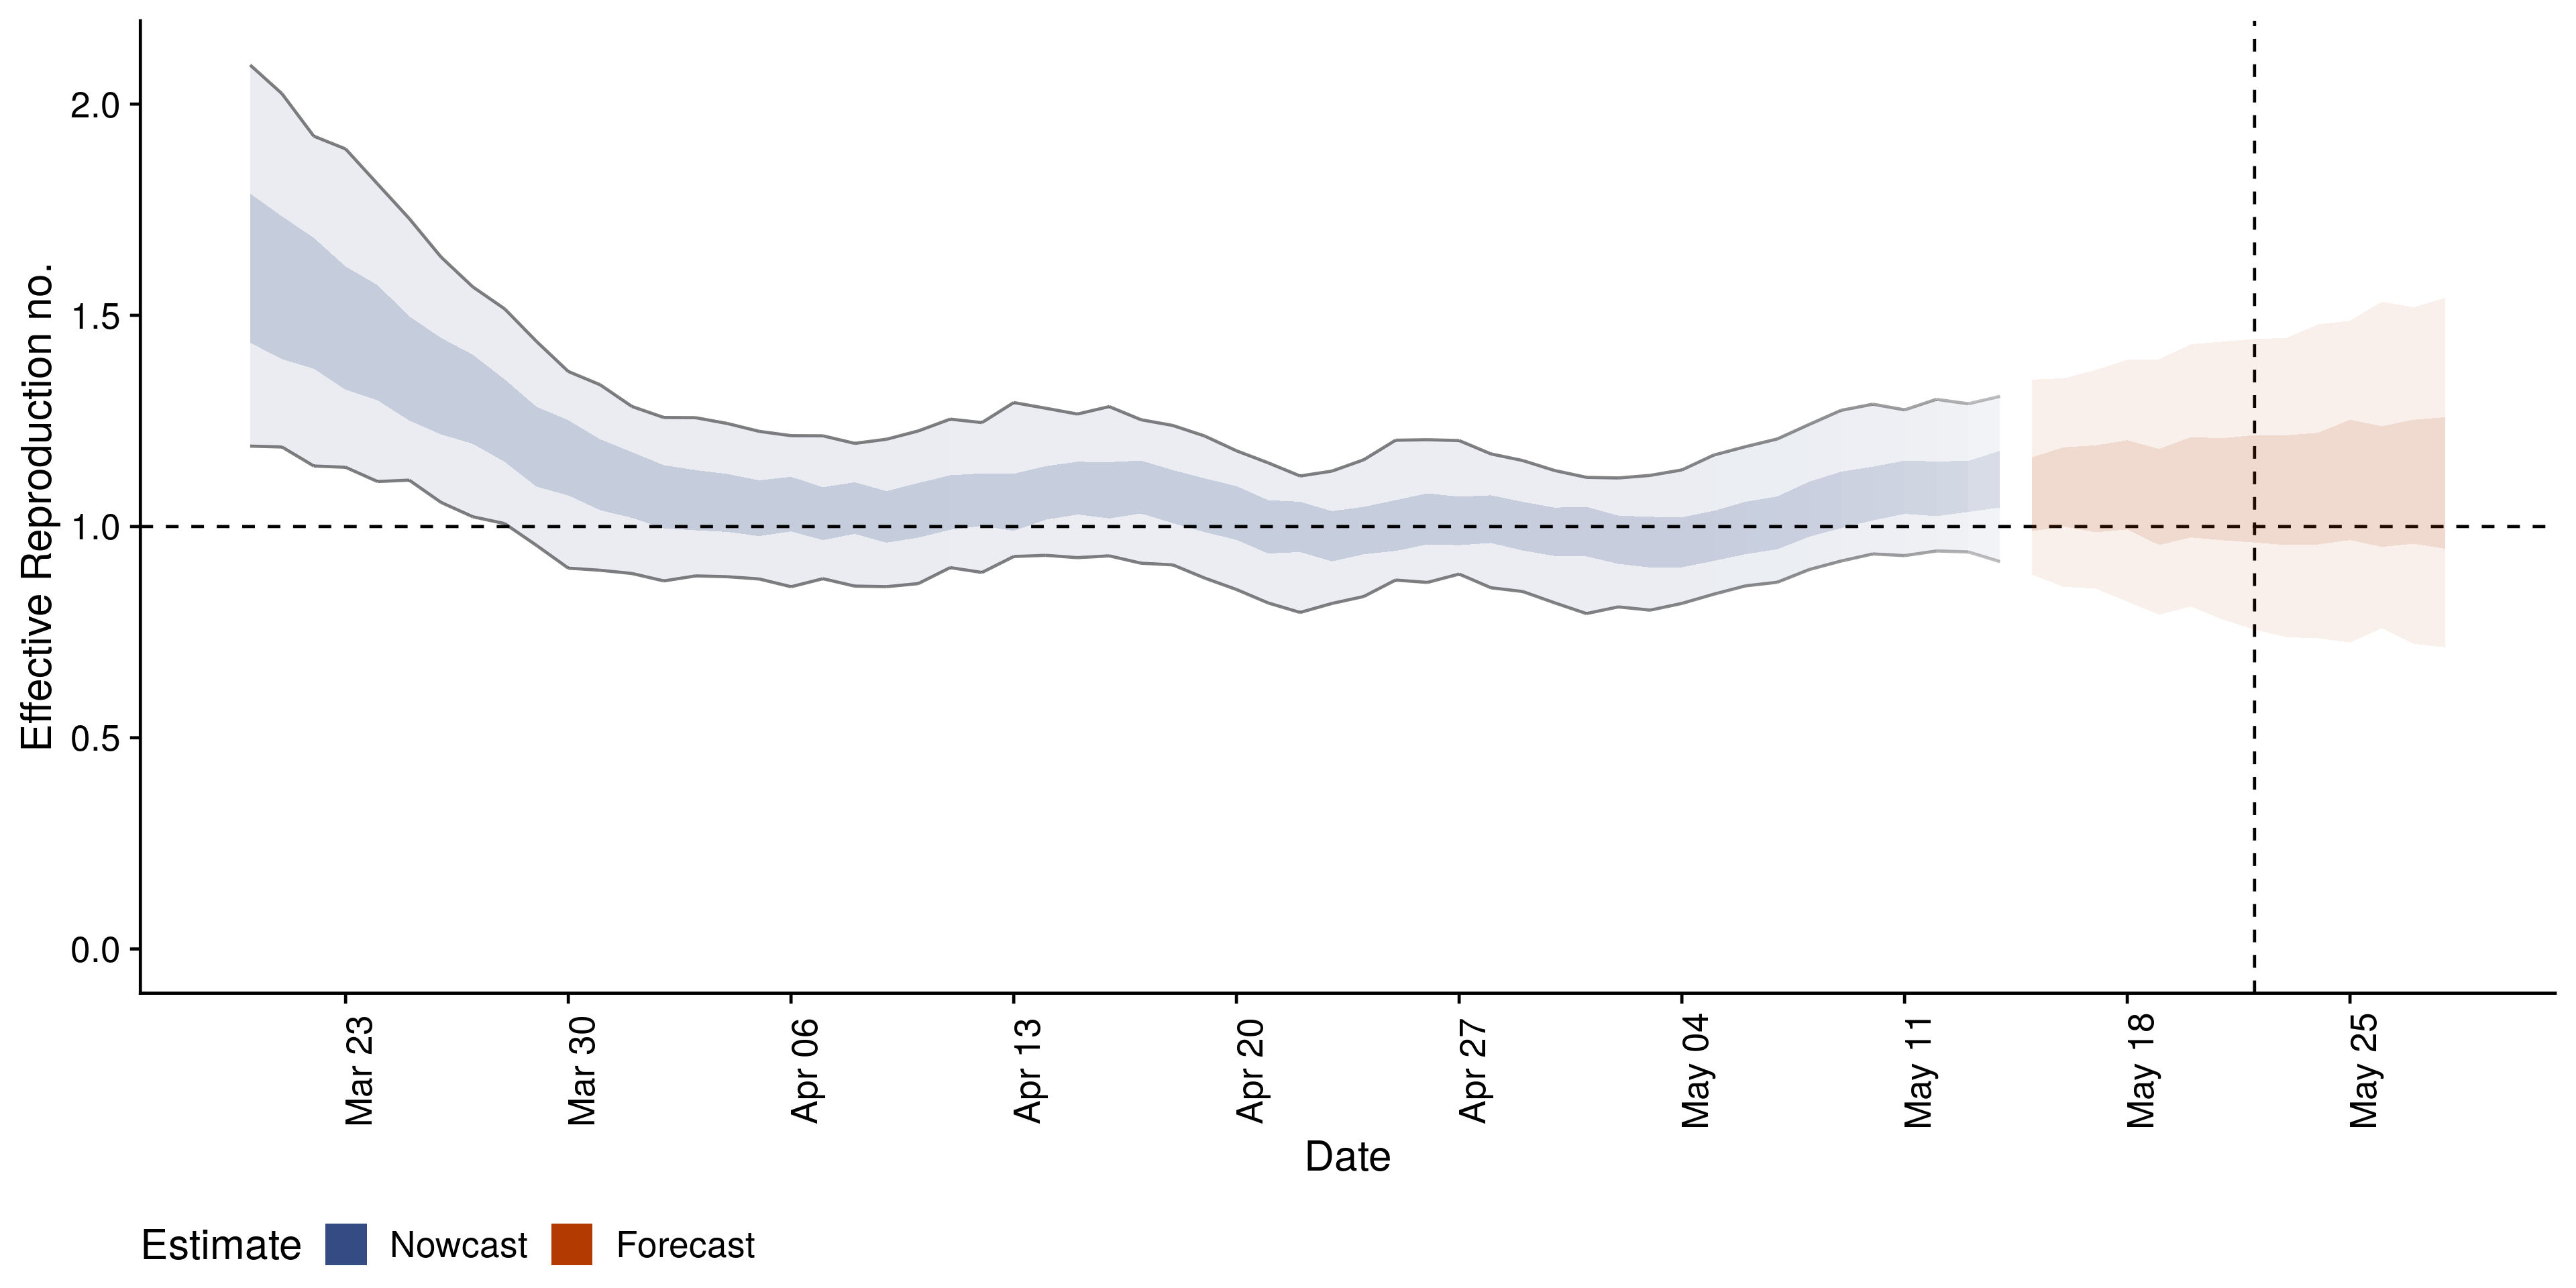 Effective Reproduction no.
2.0
1.5
1.0
0.5
0.0
Mar 23
Mar 30
Apr 06
Apr 13
Apr 20
Apr 27
May 04
May 11
May 18
May 25
Date
Estimate Nowcast Forecast